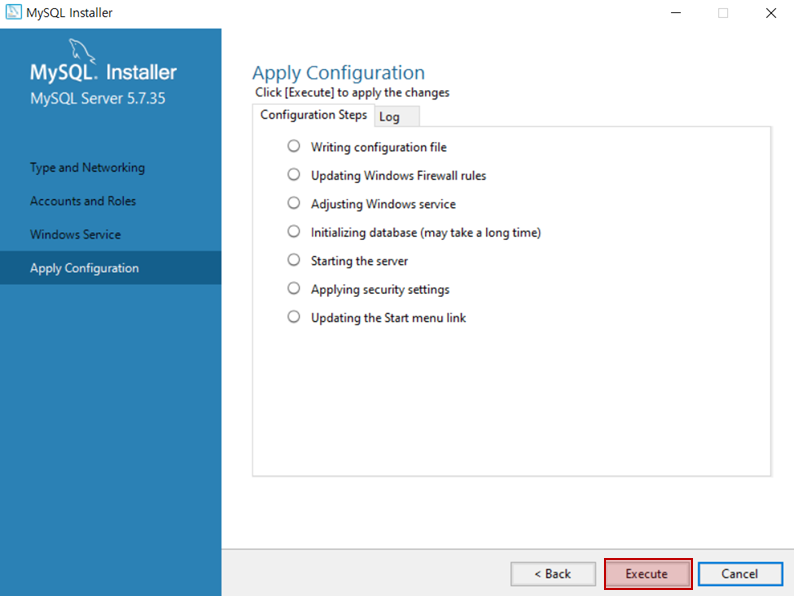 MySQL Installer
MySQL. Installer
MySQL Server 5.7.35
Type and Networking
Accounts and Roles
Windows Service
Apply Configuration
Apply Configuration
Click [Execute] to apply the changes
Configuration Steps
Log
Writing configuration file
Updating Windows Firewall rules
Adjusting Windows service
Initializing database (may take a long time)
Starting the server
Applying security settings
Updating the Start menu link
< Back
Execute
Cancel